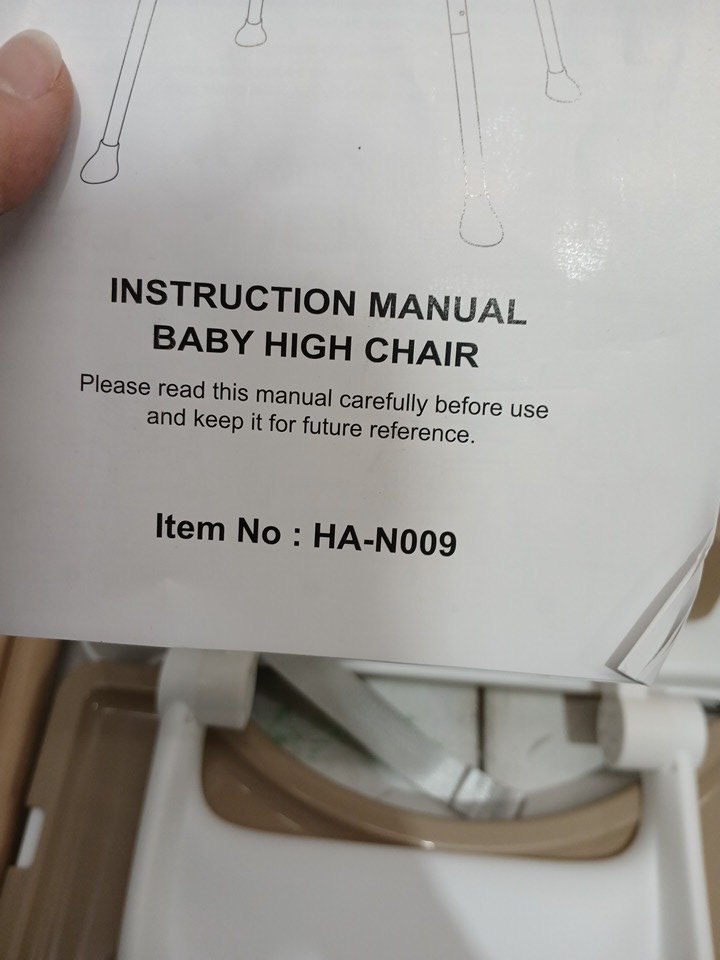 INSTRUCTION MANUAL
BABY HIGH CHAIR
Please read this manual carefully before use
and keep it for future reference.
Item No : HA-N009